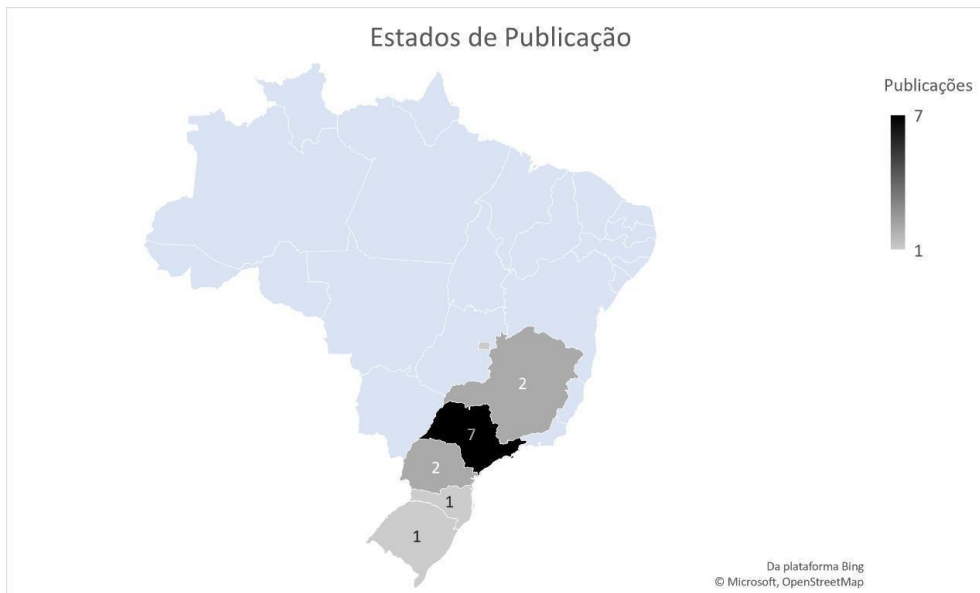 Estados de Publicação
Publicações
7
1
2
7
2
1
1
Da plataforma Bing
© Microsoft, OpenStreetMap